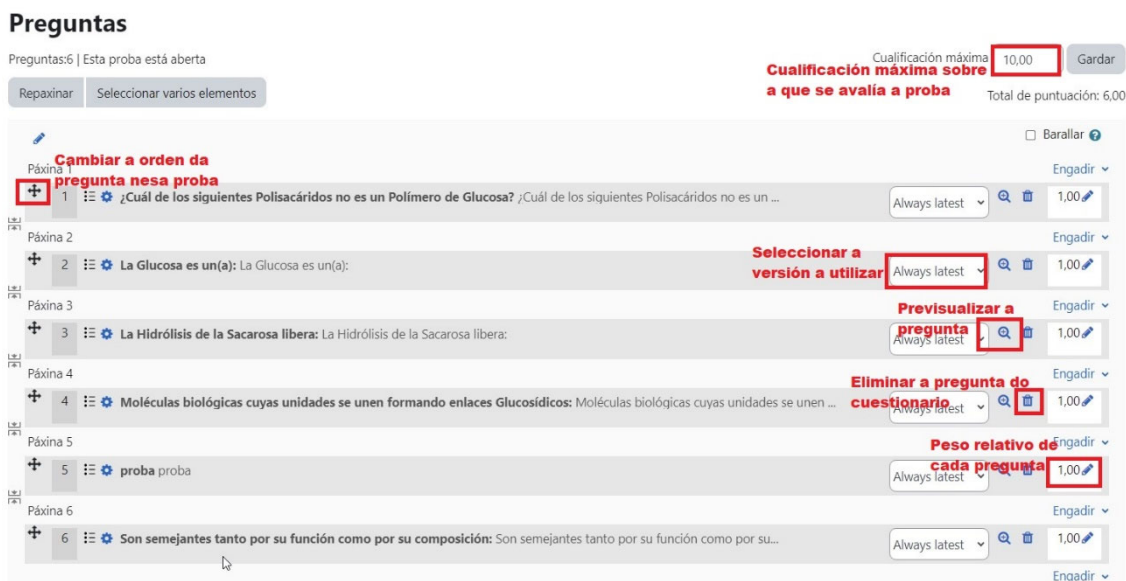 Preguntas
Preguntas:6 | Esta proba está aberta
Cualificación máxima 10,00 Gardar
Cualificación máxima sobre
a que se avalía a proba
Repaxinar Seleccionar varios elementos
Total de puntuación: 6,00
Barallar
Cambiar a orden da
pregunta nesa proba
Páxina 1
Engadir
1 ¿Cuál de los siguientes Polisacáridos no es un Polímero de Glucosa? ¿Cuál de los siguientes Polisacáridos no es un ... Always latest 1,00
Páxina 2
Engadir
Seleccionar a
versión a utilizar
2 La Glucosa es un(a): La Glucosa es un(a): Always latest 1,00
Páxina 3
Engadir
Previsualizar a
pregunta
3 La Hidrólisis de la Sacarosa libera: La Hidrólisis de la Sacarosa libera: Always latest 1,00
Páxina 4
Engadir
Eliminar a pregunta do
cuestionario
4 Moléculas biológicas cuyas unidades se unen formando enlaces Glucosídicos: Moléculas biológicas cuyas unidades se unen ... Always latest 1,00
Páxina 5
Engadir
Peso relativo de
cada pregunta
5 proba proba Always latest 1,00
Páxina 6
Engadir
6 Son semejantes tanto por su función como por su composición: Son semejantes tanto por su función como por su... Always latest 1,00
Engadir